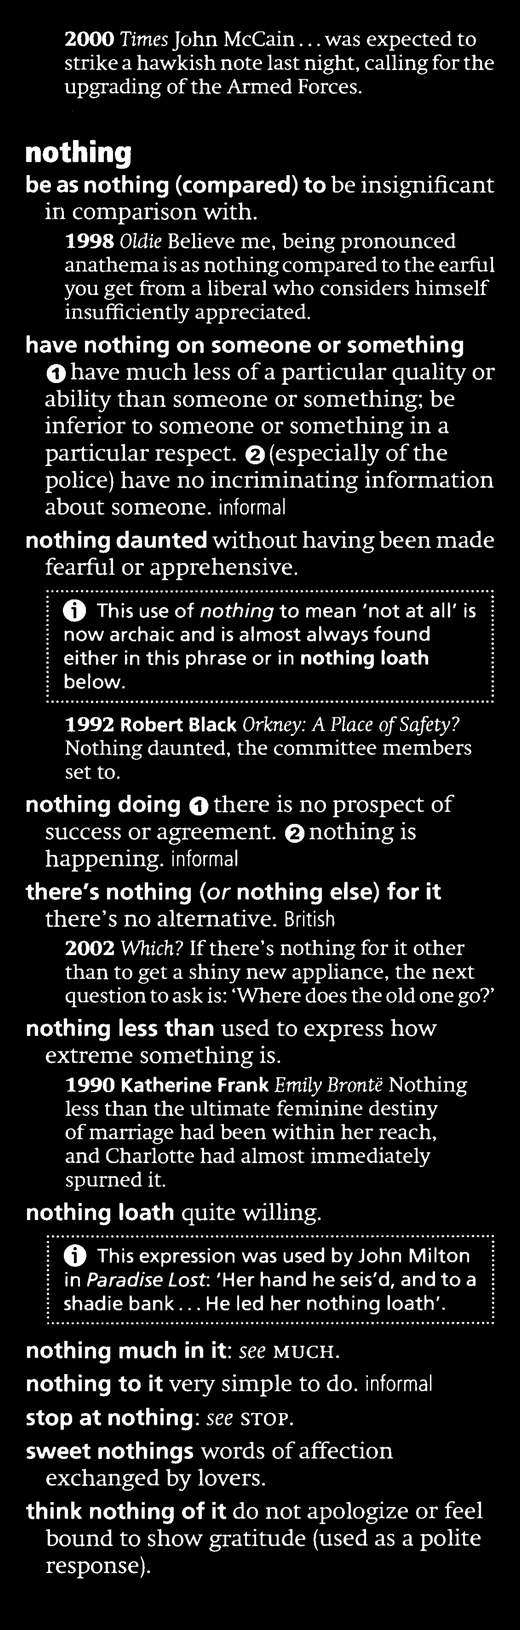 2000 Times John McCain... was expected to
strike a hawkish note last night, calling for the
upgrading of the Armed Forces.
nothing
be as nothing (compared) to be insignificant
in comparison with.
1998 Oldie Believe me, being pronounced
anathema is as nothing compared to the earful
you get from a liberal who considers himself
insufficiently appreciated.
have nothing on someone or something
❶ have much less of a particular quality or
ability than someone or something; be
inferior to someone or something in a
particular respect. ❷ (especially of the
police) have no incriminating information
about someone. informal
nothing daunted without having been made
fearful or apprehensive.
ⓘ This use of nothing to mean 'not at all' is
now archaic and is almost always found
either in this phrase or in nothing loath
below.
1992 Robert Black Orkney: A Place of Safety?
Nothing daunted, the committee members
set to.
nothing doing ❶ there is no prospect of
success or agreement. ❷ nothing is
happening. informal
there's nothing (or nothing else) for it
there's no alternative. British
2002 Which? If there's nothing for it other
than to get a shiny new appliance, the next
question to ask is: 'Where does the old one go?'
nothing less than used to express how
extreme something is.
1990 Katherine Frank Emily Brontë Nothing
less than the ultimate feminine destiny
of marriage had been within her reach,
and Charlotte had almost immediately
spurned it.
nothing loath quite willing.
ⓘ This expression was used by John Milton
in Paradise Lost: 'Her hand he seis'd, and to a
shadie bank... He led her nothing loath'.
nothing much in it: see MUCH.
nothing to it very simple to do. informal
stop at nothing: see STOP.
sweet nothings words of affection
exchanged by lovers.
think nothing of it do not apologize or feel
bound to show gratitude (used as a polite
response).